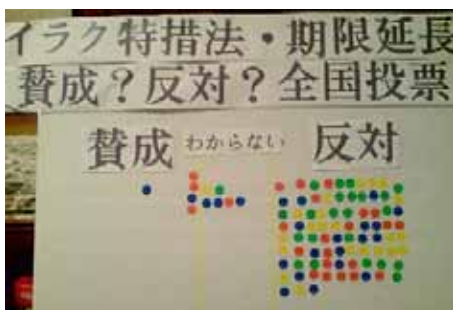 イラク特措法・期限延長
賛成？反対？全国投票
賛成 わからない 反対